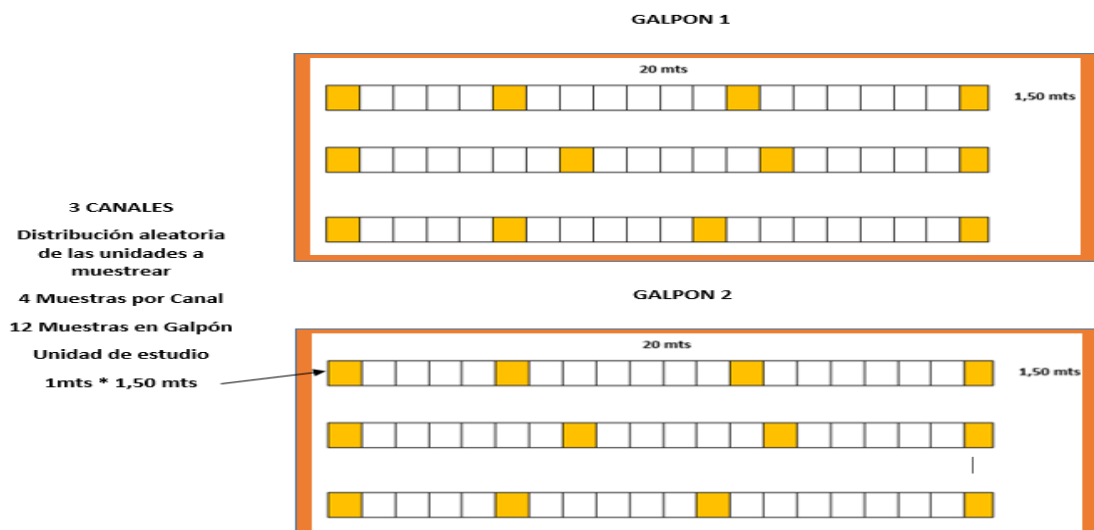 GALPON 1
20 mts
1,50 mts
3 CANALES
Distribución aleatoria
de las unidades a
muestrear
4 Muestras por Canal
12 Muestras en Galpón
Unidad de estudio
1mts * 1,50 mts
GALPON 2
20 mts
1,50 mts